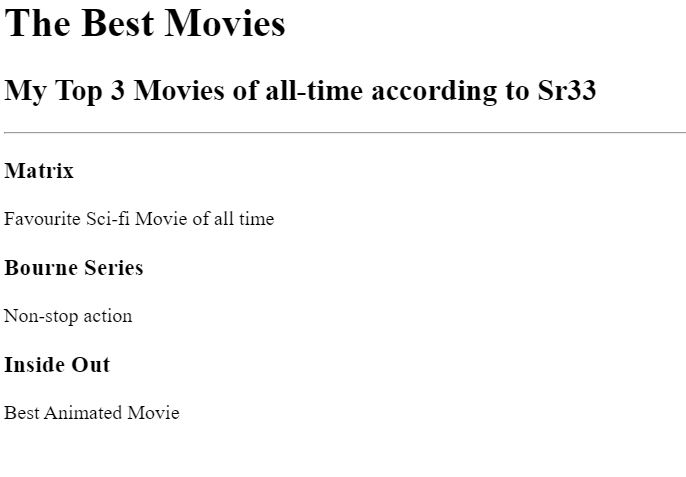 The Best Movies
My Top 3 Movies of all-time according to Sr33
Matrix
Favourite Sci-fi Movie of all time
Bourne Series
Non-stop action
Inside Out
Best Animated Movie